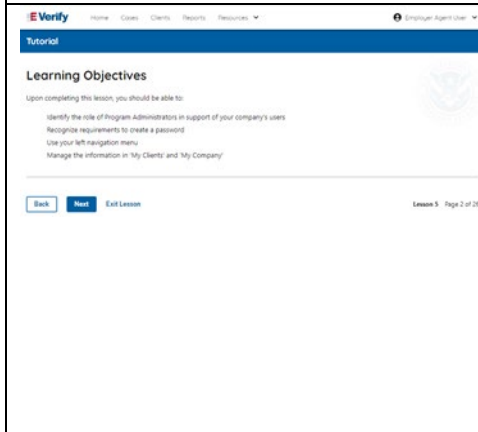 E-Verify Home Cases Clients Reports Resources Employer Agent User
Tutorial
Learning Objectives
Upon completing this lesson, you should be able to:
Identify the role of Program Administrators in support of your company's users
Recognize requirements to create a password
Use your left navigation menu
Manage the information in 'My Clients' and 'My Company'
Back Next Exit Lesson Lesson 5 Page 2 of